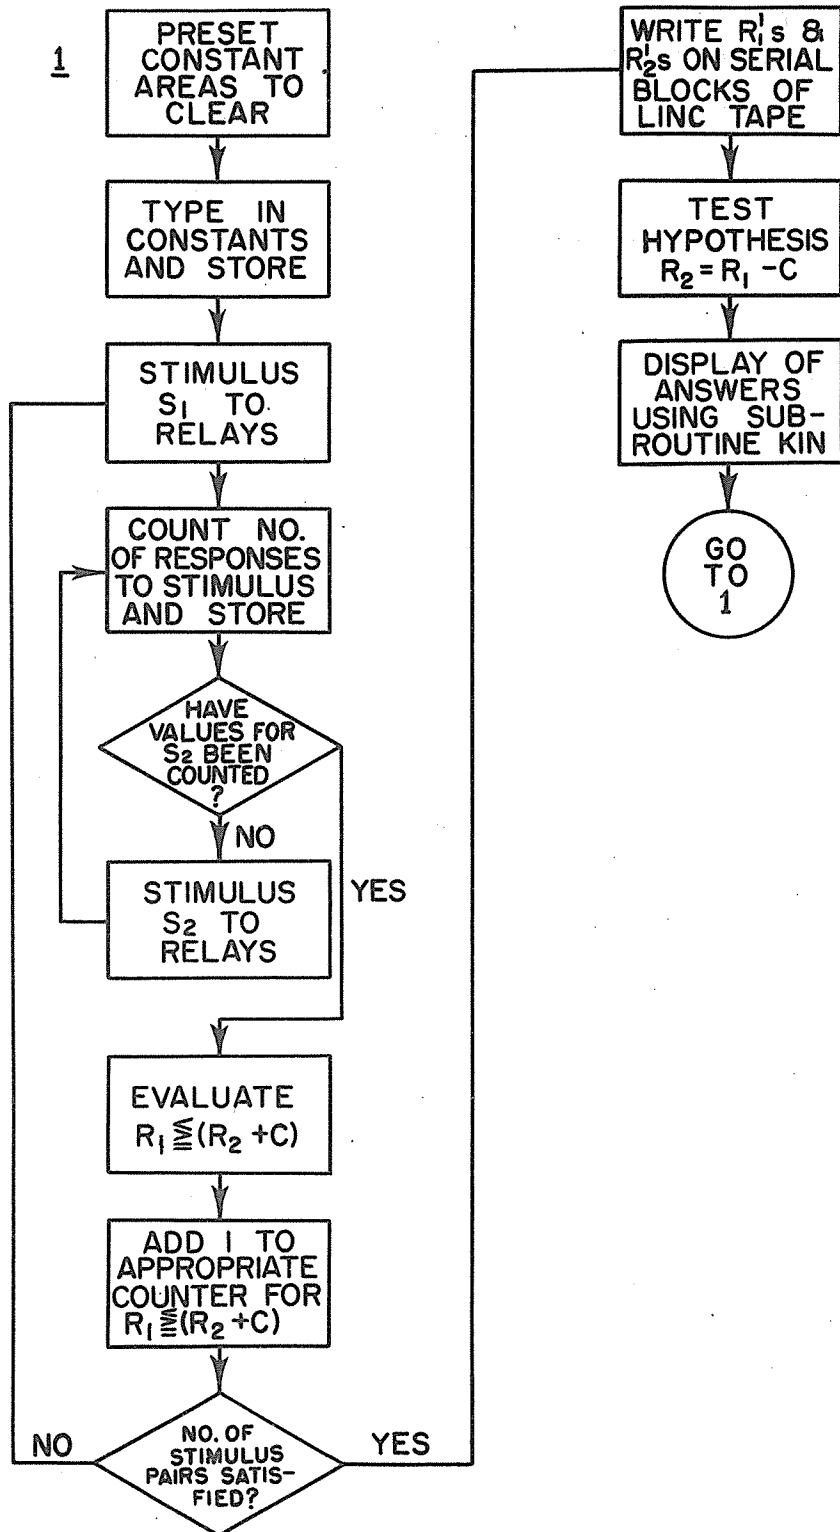 1
PRESET
CONSTANT
AREAS TO
CLEAR
TYPE IN
CONSTANTS
AND STORE
STIMULUS
S₁ TO
RELAYS
COUNT NO.
OF RESPONSES
TO STIMULUS
AND STORE
HAVE
VALUES FOR
S₂ BEEN
COUNTED
?
NO
YES
STIMULUS
S₂ TO
RELAYS
EVALUATE
R₁ ⪋ (R₂ + C)
ADD 1 TO
APPROPRIATE
COUNTER FOR
R₁ ⪋ (R₂ + C)
NO. OF
STIMULUS
PAIRS SATIS-
FIED?
NO
YES
WRITE R₁'s &
R₂'s ON SERIAL
BLOCKS OF
LINC TAPE
TEST
HYPOTHESIS
R₂ = R₁ - C
DISPLAY OF
ANSWERS
USING SUB-
ROUTINE KIN
GO
TO
1